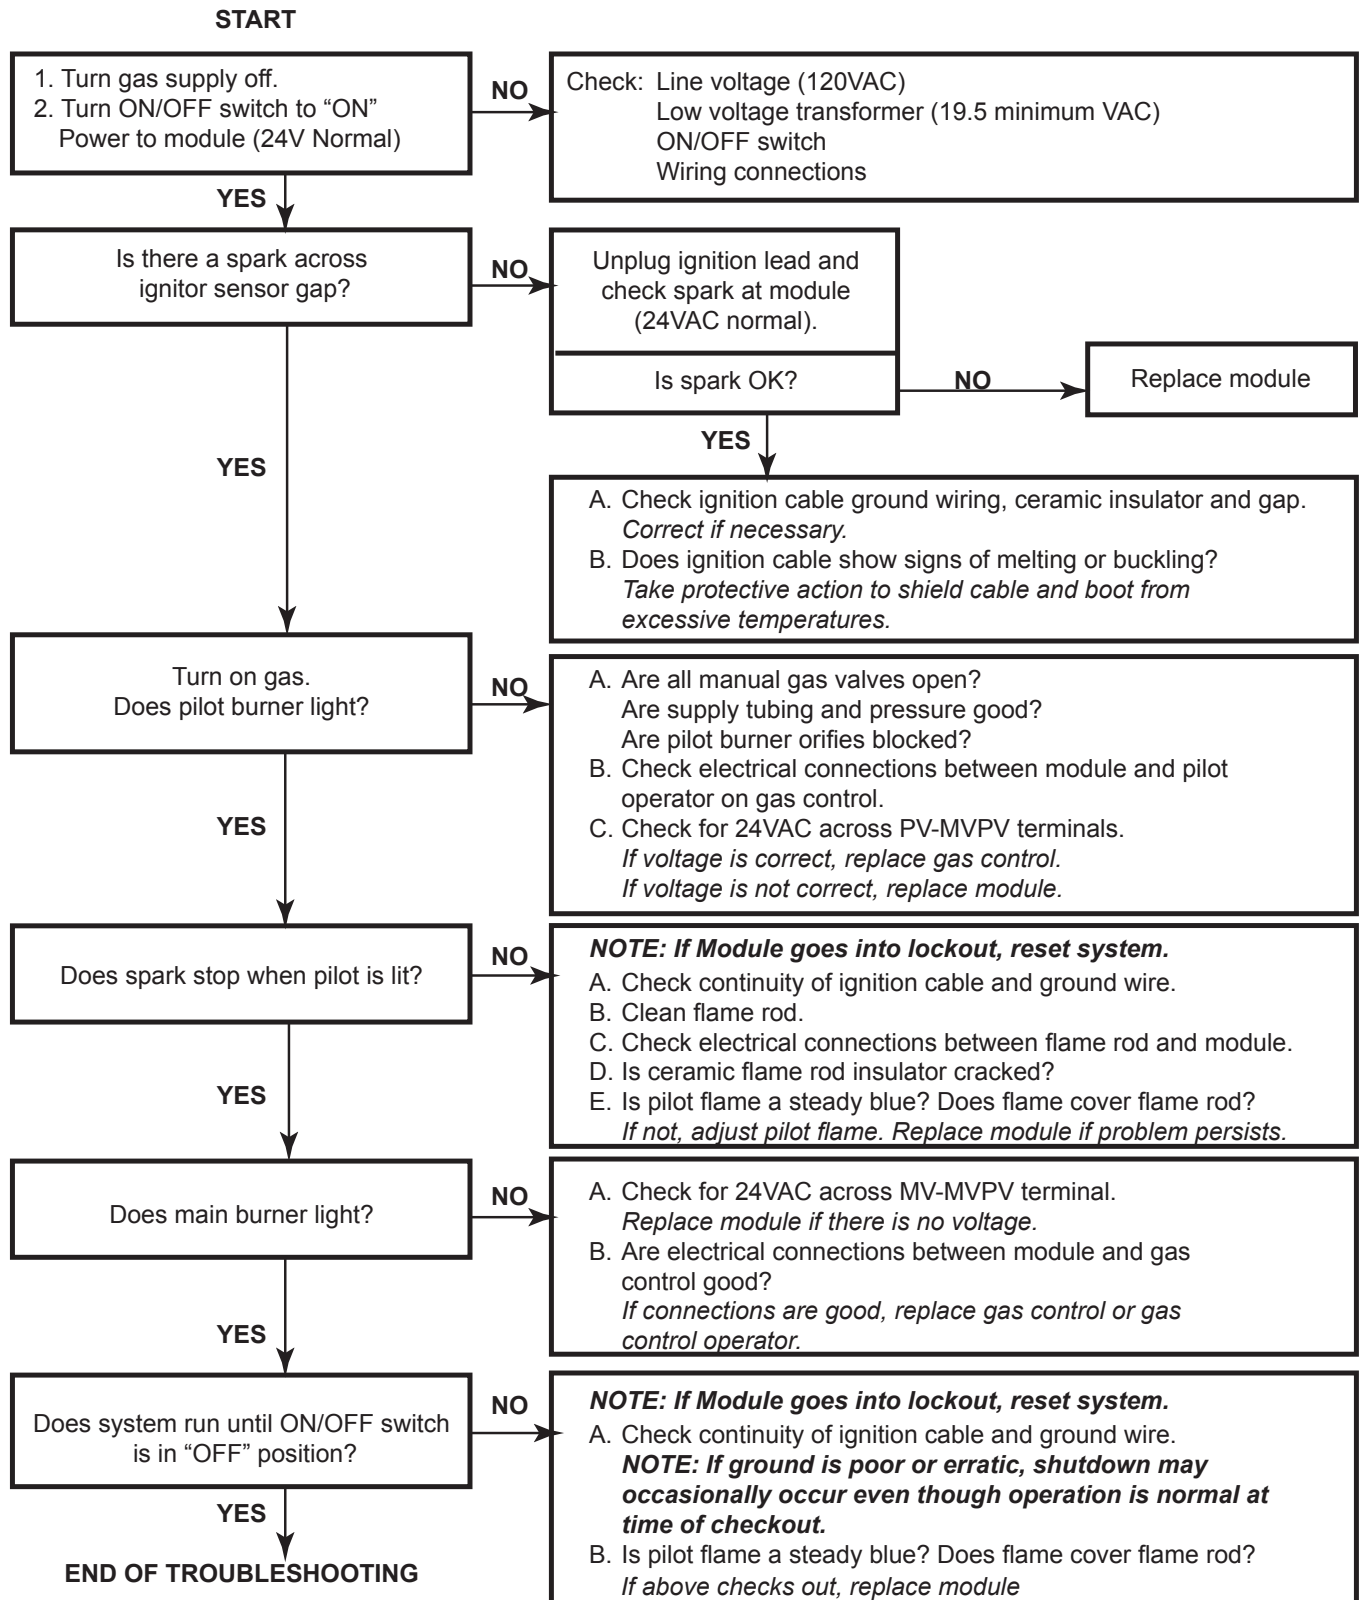 START
1. Turn gas supply off.
2. Turn ON/OFF switch to “ON”
Power to module (24V Normal)
NO
Check: Line voltage (120VAC)
Low voltage transformer (19.5 minimum VAC)
ON/OFF switch
Wiring connections
YES
Is there a spark across
ignitor sensor gap?
NO
Unplug ignition lead and
check spark at module
(24VAC normal).
Is spark OK?
NO
Replace module
YES
A. Check ignition cable ground wiring, ceramic insulator and gap.
Correct if necessary.
B. Does ignition cable show signs of melting or buckling?
Take protective action to shield cable and boot from
excessive temperatures.
YES
Turn on gas.
Does pilot burner light?
NO
A. Are all manual gas valves open?
Are supply tubing and pressure good?
Are pilot burner orifies blocked?
B. Check electrical connections between module and pilot
operator on gas control.
C. Check for 24VAC across PV-MVPV terminals.
If voltage is correct, replace gas control.
If voltage is not correct, replace module.
YES
Does spark stop when pilot is lit?
NO
NOTE: If Module goes into lockout, reset system.
A. Check continuity of ignition cable and ground wire.
B. Clean flame rod.
C. Check electrical connections between flame rod and module.
D. Is ceramic flame rod insulator cracked?
E. Is pilot flame a steady blue? Does flame cover flame rod?
If not, adjust pilot flame. Replace module if problem persists.
YES
Does main burner light?
NO
A. Check for 24VAC across MV-MVPV terminal.
Replace module if there is no voltage.
B. Are electrical connections between module and gas
control good?
If connections are good, replace gas control or gas
control operator.
YES
Does system run until ON/OFF switch
is in “OFF” position?
NO
NOTE: If Module goes into lockout, reset system.
A. Check continuity of ignition cable and ground wire.
NOTE: If ground is poor or erratic, shutdown may
occasionally occur even though operation is normal at
time of checkout.
B. Is pilot flame a steady blue? Does flame cover flame rod?
If above checks out, replace module
YES
END OF TROUBLESHOOTING